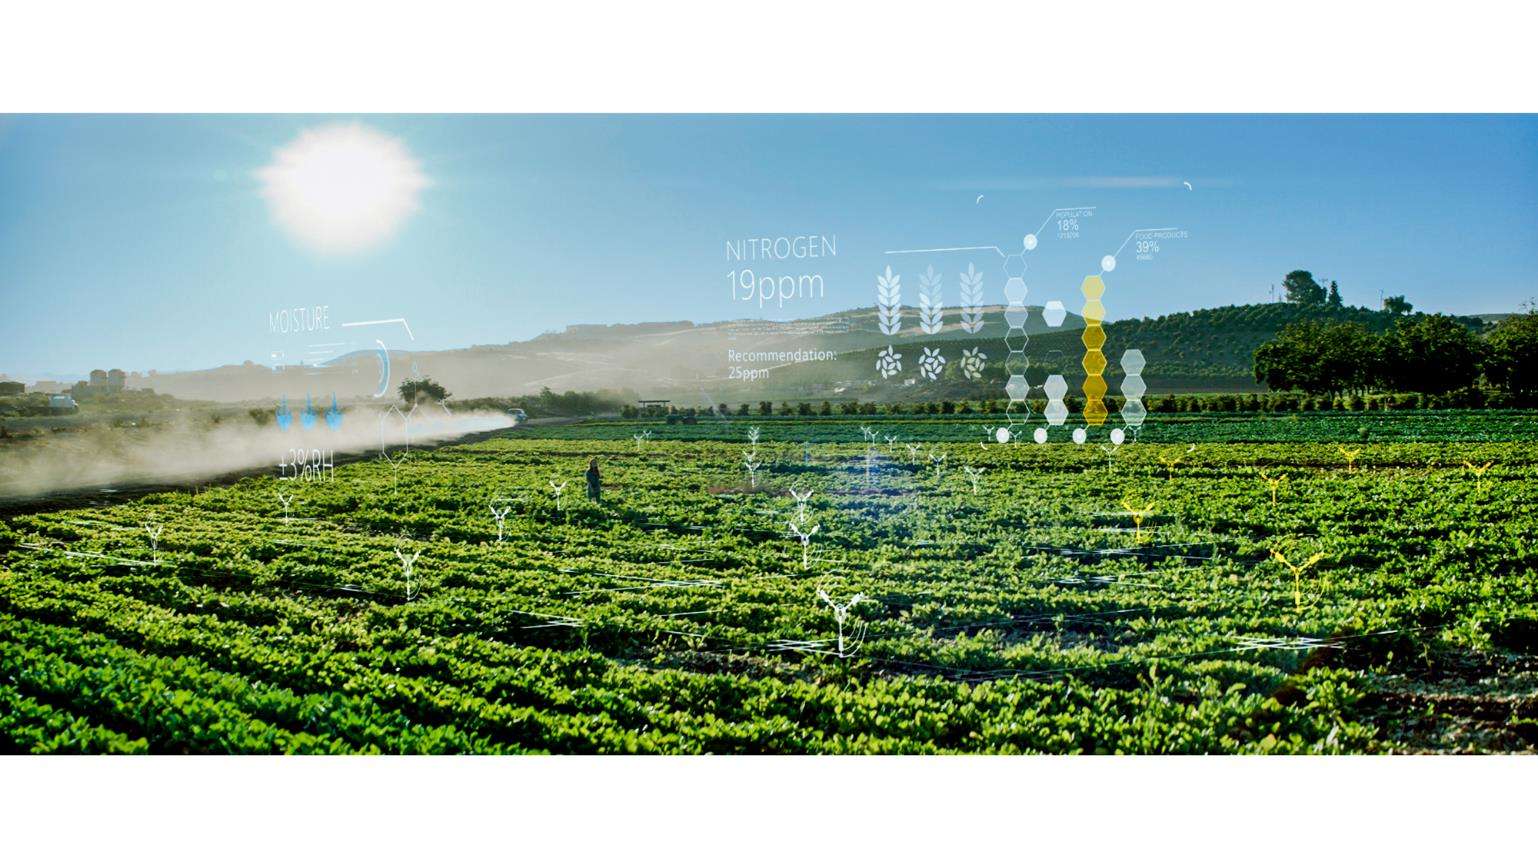 MOISTURE
±3%RH
NITROGEN
19ppm
Recommendation:
25ppm
POPULATION
18%
FOOD-PRODUCTS
39%